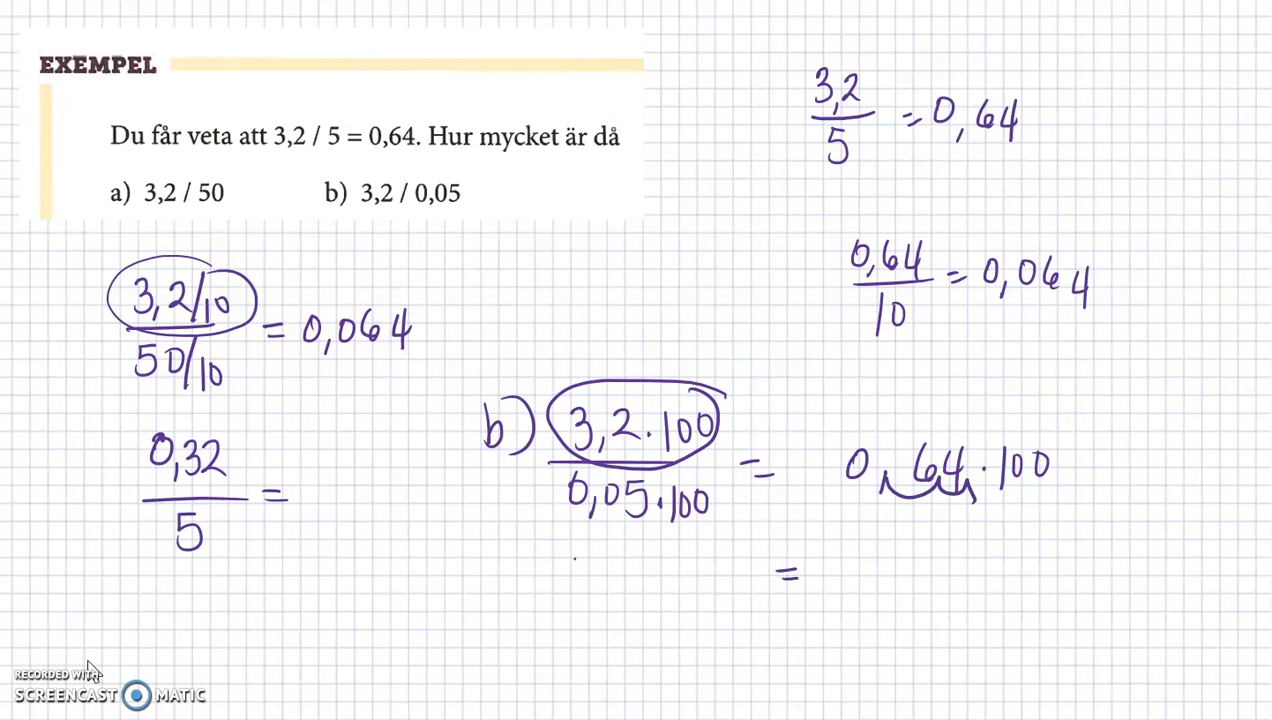 EXEMPEL
Du får veta att 3,2 / 5 = 0,64. Hur mycket är då
a) 3,2 / 50 b) 3,2 / 0,05
3,2/10
50/10
= 0,064
0,32
5
=
3,2
5
= 0,64
0,64
10
= 0,064
b) 3,2·100
0,05·100
= 0,64·100
=
RECORDED WITH
SCREENCAST MATIC